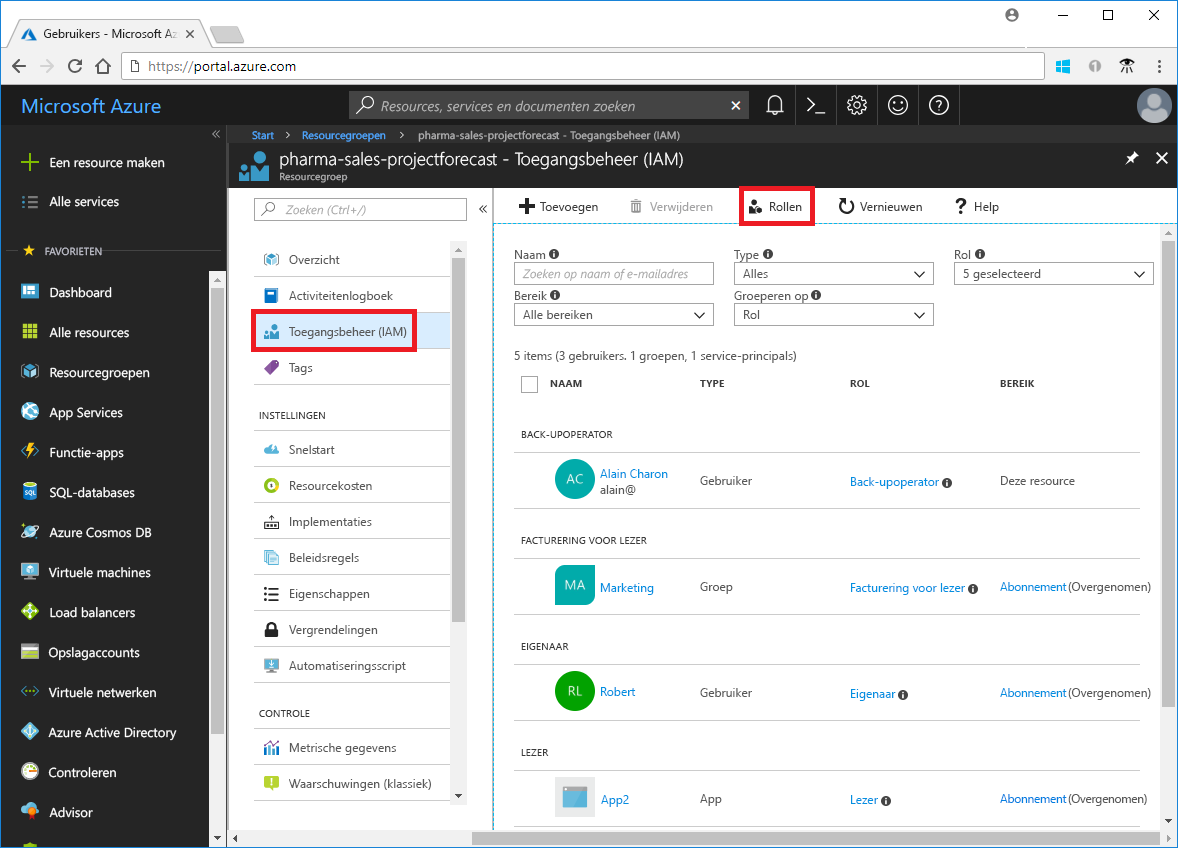 Gebruikers - Microsoft Az
https://portal.azure.com
Microsoft Azure
Resources, services en documenten zoeken
Start > Resourcegroepen > pharma-sales-projectforecast - Toegangsbeheer (IAM)
pharma-sales-projectforecast - Toegangsbeheer (IAM)
Resourcegroep
Een resource maken
Alle services
FAVORIETEN
Dashboard
Alle resources
Resourcegroepen
App Services
Functie-apps
SQL-databases
Azure Cosmos DB
Virtuele machines
Load balancers
Opslagaccounts
Virtuele netwerken
Azure Active Directory
Controleren
Advisor
Zoeken (Ctrl+/)
Overzicht
Activiteitenlogboek
Toegangsbeheer (IAM)
Tags
INSTELLINGEN
Snelstart
Resourcekosten
Implementaties
Beleidsregels
Eigenschappen
Vergrendelingen
Automatiseringsscript
CONTROLE
Metrische gegevens
Waarschuwingen (klassiek)
Toevoegen Verwijderen Rollen Vernieuwen Help
Naam Type Rol
Zoeken op naam of e-mailadres Alles 5 geselecteerd
Bereik Groeperen op
Alle bereiken Rol
5 items (3 gebruikers. 1 groepen, 1 service-principals)
NAAM TYPE ROL BEREIK
BACK-UPOPERATOR
AC Alain Charon Gebruiker Back-upoperator Deze resource
alain@
FACTURERING VOOR LEZER
MA Marketing Groep Facturering voor lezer Abonnement (Overgenomen)
EIGENAAR
RL Robert Gebruiker Eigenaar Abonnement (Overgenomen)
LEZER
App2 App Lezer Abonnement (Overgenomen)